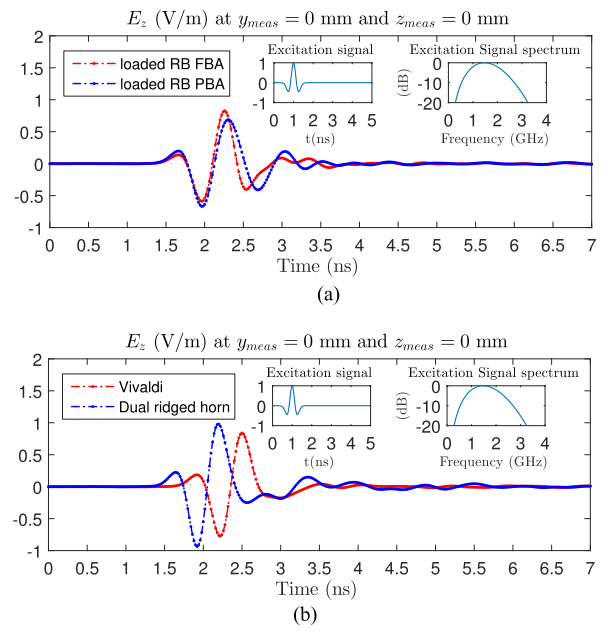 E_z (V/m) at y_meas = 0 mm and z_meas = 0 mm
2
1.5
1
0.5
0
-0.5
-1
loaded RB FBA
loaded RB PBA
Excitation signal
1
0
-1
0 1 2 3 4 5
t(ns)
Excitation Signal spectrum
(dB)
0
-10
-20
0 1 2 3 4
Frequency (GHz)
0 0.5 1 1.5 2 2.5 3 3.5 4 4.5 5 5.5 6 6.5 7
Time (ns)
(a)
E_z (V/m) at y_meas = 0 mm and z_meas = 0 mm
2
1.5
1
0.5
0
-0.5
-1
Vivaldi
Dual ridged horn
Excitation signal
1
0
-1
0 1 2 3 4 5
t(ns)
Excitation Signal spectrum
(dB)
0
-10
-20
0 1 2 3 4
Frequency (GHz)
0 0.5 1 1.5 2 2.5 3 3.5 4 4.5 5 5.5 6 6.5 7
Time (ns)
(b)